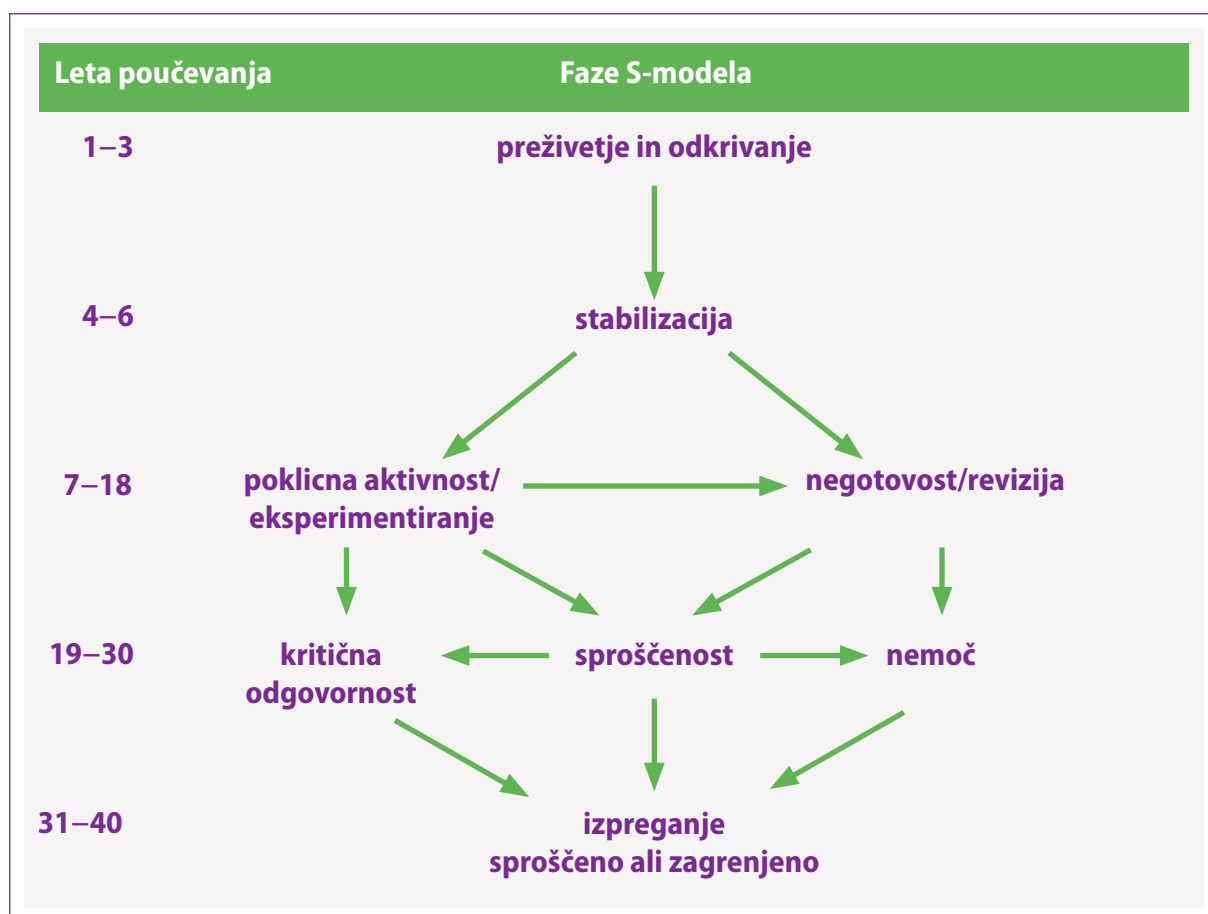 Leta poučevanja Faze S-modela
1–3 preživetje in odkrivanje
4–6 stabilizacija
7–18 poklicna aktivnost/ negotovost/revizija
eksperimentiranje
19–30 kritična sproščenost nemoč
odgovornost
31–40 izpreganje
sproščeno ali zagrenjeno